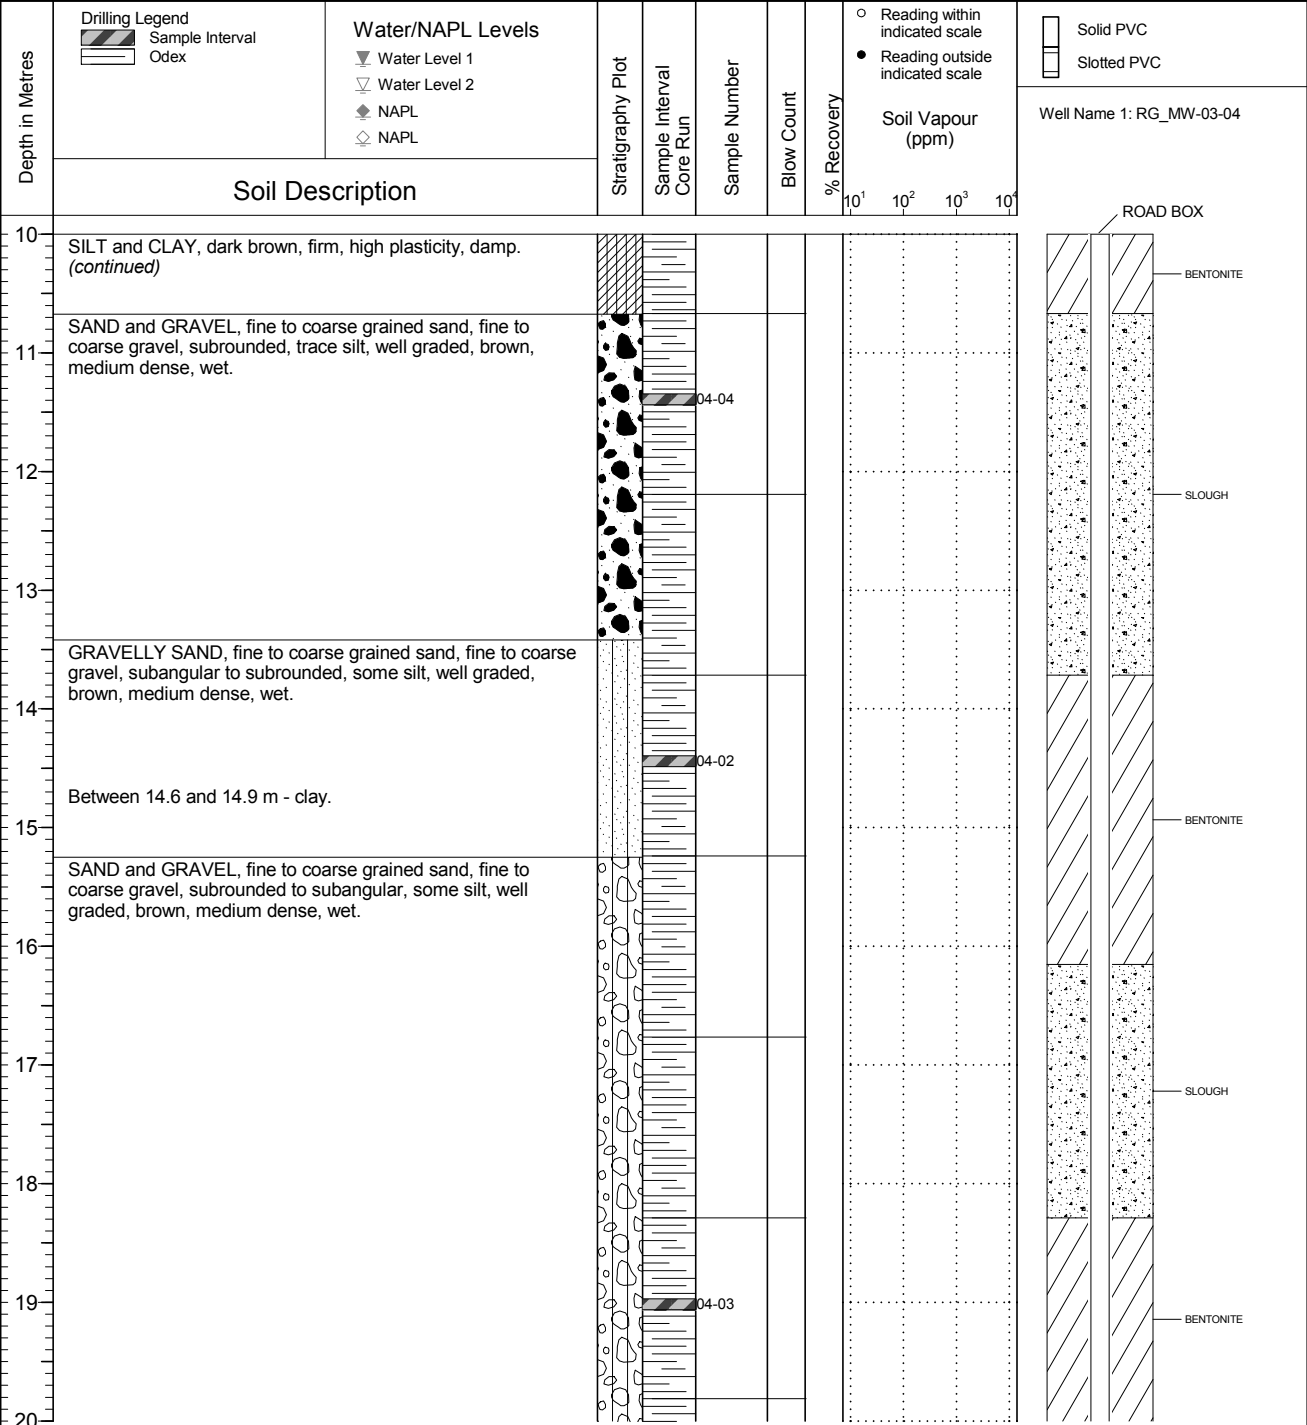 Drilling Legend
Sample Interval
Odex
Water/NAPL Levels
Water Level 1
Water Level 2
NAPL
NAPL
Reading within
indicated scale
Reading outside
indicated scale
Solid PVC
Slotted PVC
Depth in Metres
Soil Description
Stratigraphy Plot
Sample Interval
Core Run
Sample Number
Blow Count
% Recovery
Soil Vapour
(ppm)
10¹ 10² 10³ 10⁴
Well Name 1: RG_MW-03-04
ROAD BOX
10
SILT and CLAY, dark brown, firm, high plasticity, damp.
(continued)
BENTONITE
SAND and GRAVEL, fine to coarse grained sand, fine to
coarse gravel, subrounded, trace silt, well graded, brown,
medium dense, wet.
11
04-04
12
SLOUGH
13
GRAVELLY SAND, fine to coarse grained sand, fine to coarse
gravel, subangular to subrounded, some silt, well graded,
brown, medium dense, wet.
14
04-02
Between 14.6 and 14.9 m - clay.
15
BENTONITE
SAND and GRAVEL, fine to coarse grained sand, fine to
coarse gravel, subrounded to subangular, some silt, well
graded, brown, medium dense, wet.
16
17
SLOUGH
18
19
04-03
BENTONITE
20